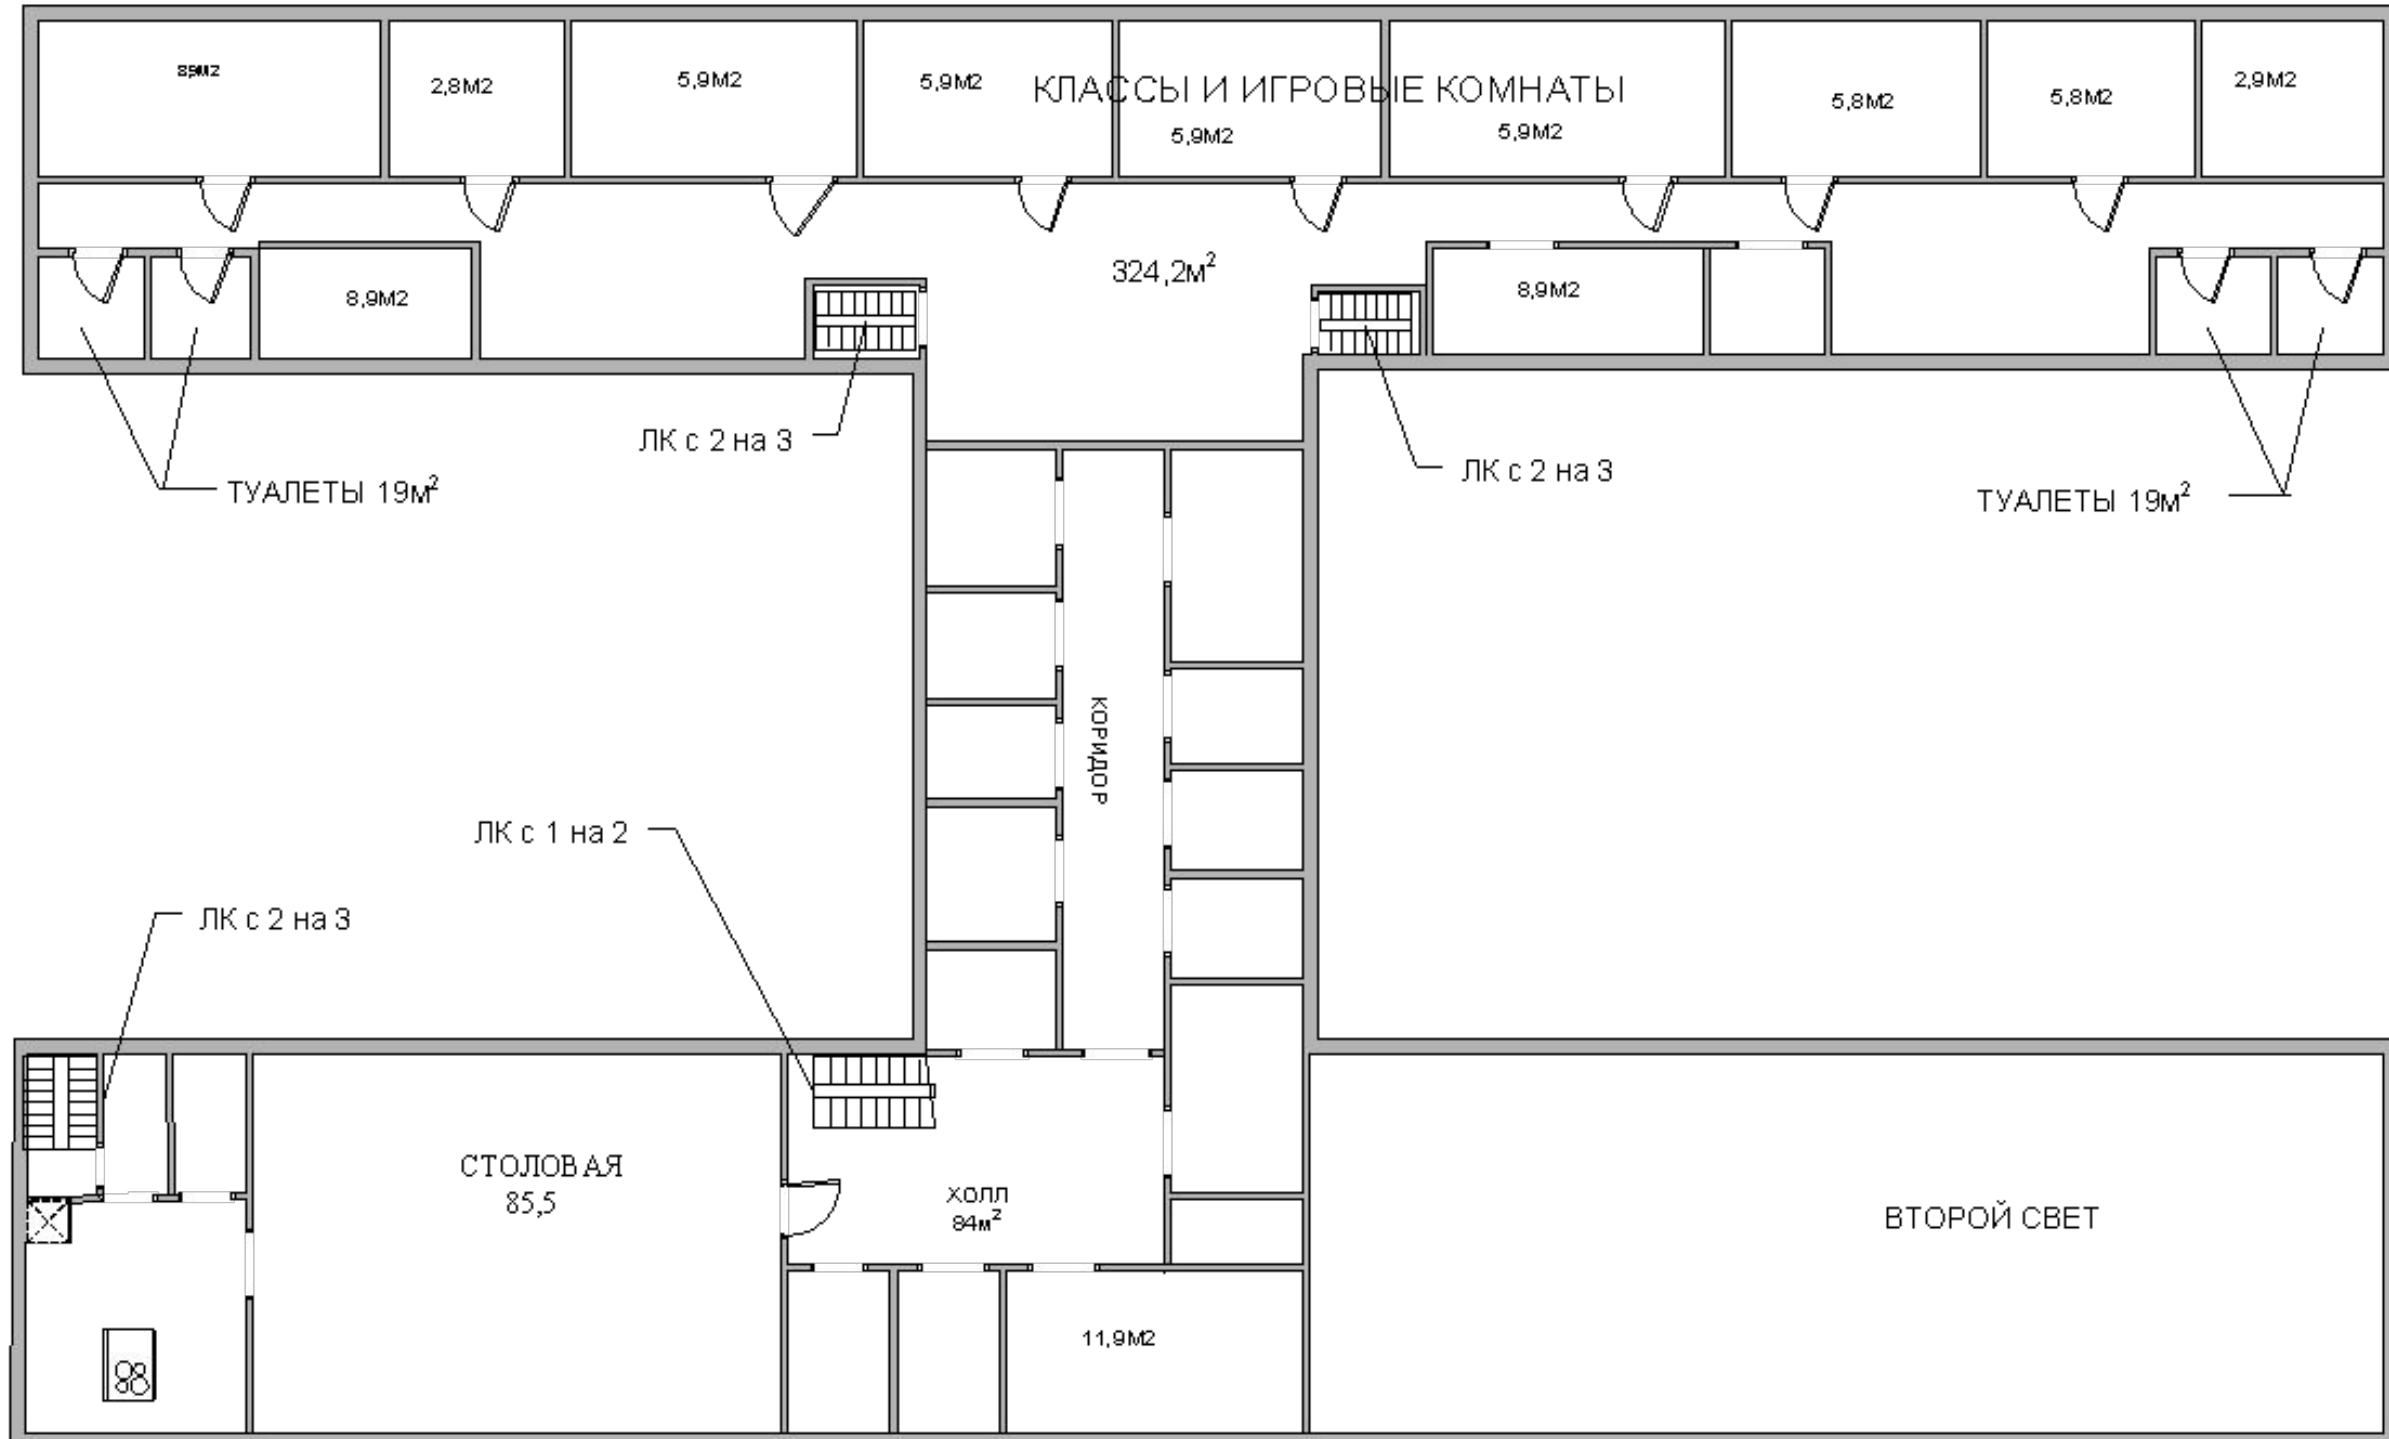 89М2
2,8М2
5,9М2
5,9М2
КЛАССЫ И ИГРОВЫЕ КОМНАТЫ
5,9М2
5,9М2
5,8М2
5,8М2
2,9М2
324,2м²
8,9М2
8,9М2
ЛК с 2 на 3
ЛК с 2 на 3
ТУАЛЕТЫ 19м²
ТУАЛЕТЫ 19м²
КОРИДОР
ЛК с 1 на 2
ЛК с 2 на 3
СТОЛОВАЯ
85,5
ХОЛЛ
84м²
ВТОРОЙ СВЕТ
11,9М2